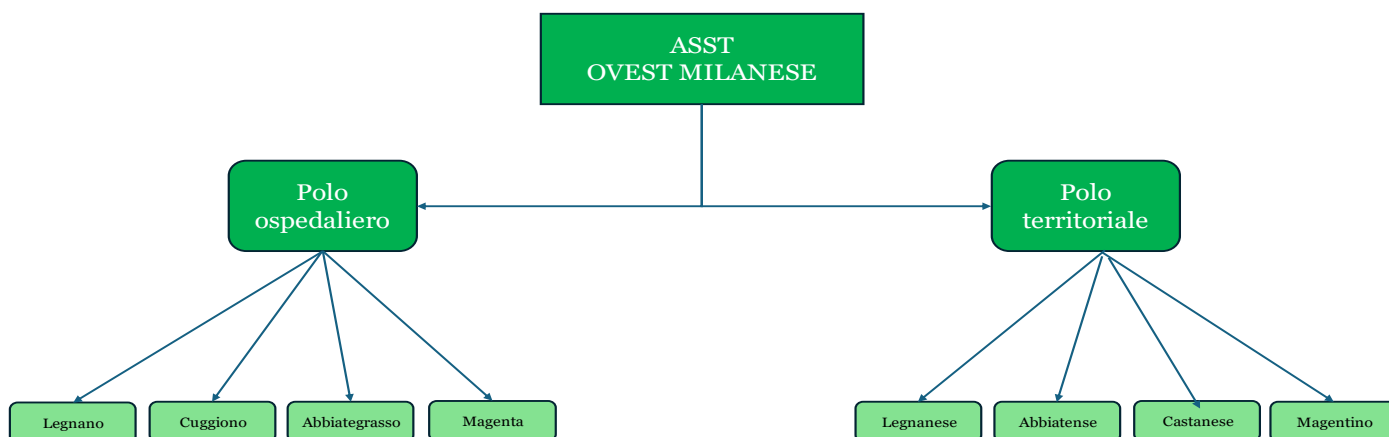 ASST
OVEST MILANESE
Polo
ospedaliero
Polo
territoriale
Legnano
Cuggiono
Abbiategrasso
Magenta
Legnanese
Abbiatense
Castanese
Magentino